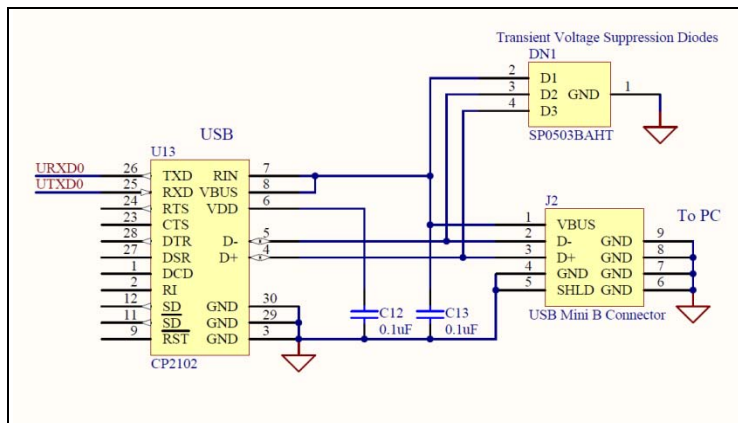 Transient Voltage Suppression Diodes
DN1
2 D1
3 D2 GND 1
4 D3
SP0503BAHT
USB
U13
URXD0 26 TXD RIN 7
UTXD0 25 RXD VBUS 8
24 RTS VDD 6
23 CTS
28 DTR D- 5
27 DSR D+ 4
1 DCD
2 RI
12 SD GND 30
11 SD GND 29
9 RST GND 3
CP2102
C12
0.1uF
C13
0.1uF
J2
To PC
1 VBUS
2 D- GND 9
3 D+ GND 8
4 GND GND 7
5 SHLD GND 6
USB Mini B Connector